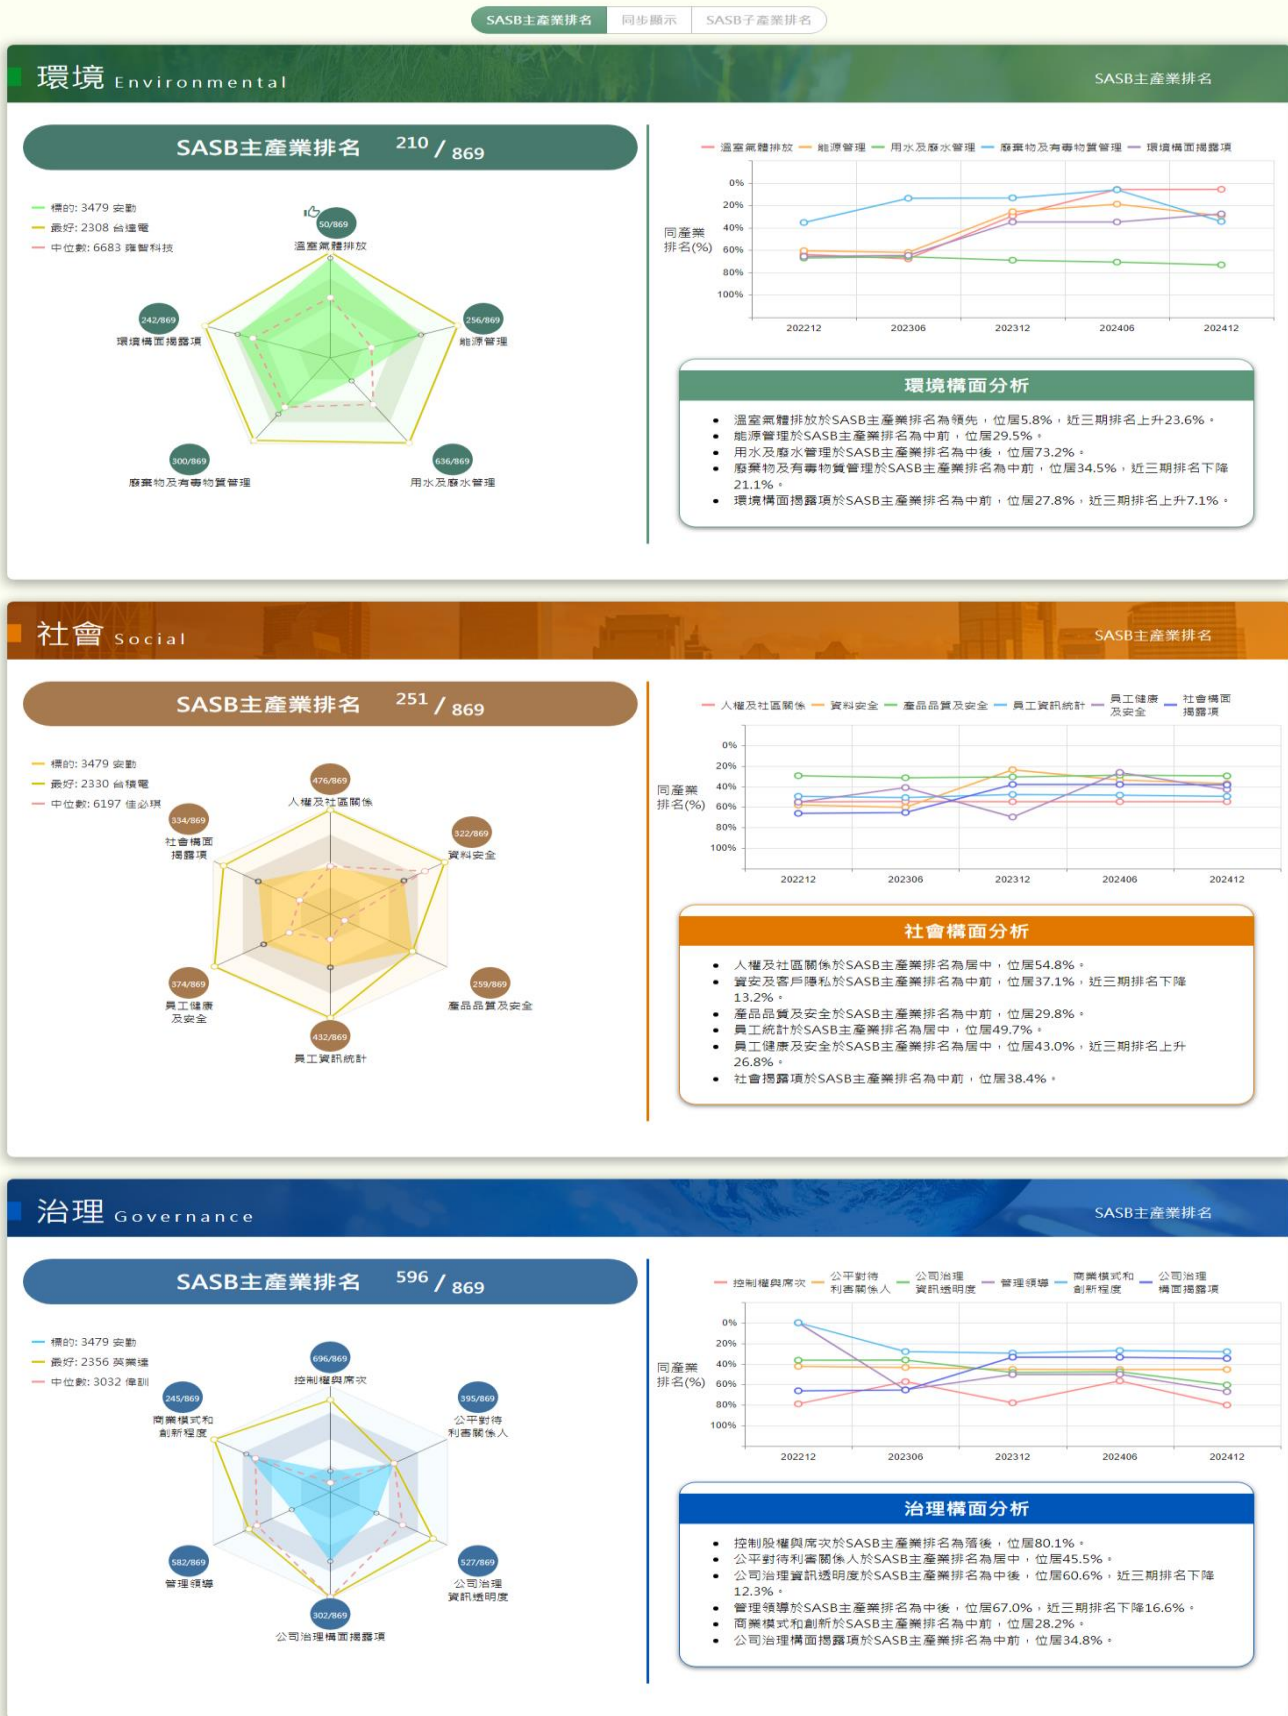 SASB主產業排名 同步顯示 SASB子產業排名
環境 Environmental SASB主產業排名
SASB主產業排名 210 / 869
標的: 3479 安勤
最好: 2308 台達電
中位數: 6683 雍智科技
50/869
溫室氣體排放
256/869
能源管理
636/869
用水及廢水管理
300/869
廢棄物及有毒物質管理
242/869
環境構面揭露項
溫室氣體排放 能源管理 用水及廢水管理 廢棄物及有毒物質管理 環境構面揭露項
同產業
排名(%)
0%
20%
40%
60%
80%
100%
202212 202306 202312 202406 202412
環境構面分析
• 溫室氣體排放於SASB主產業排名為領先，位居5.8%，近三期排名上升23.6%。
• 能源管理於SASB主產業排名為中前，位居29.5%。
• 用水及廢水管理於SASB主產業排名為中後，位居73.2%。
• 廢棄物及有毒物質管理於SASB主產業排名為中前，位居34.5%，近三期排名下降
21.1%。
• 環境構面揭露項於SASB主產業排名為中前，位居27.8%，近三期排名上升7.1%。
社會 Social SASB主產業排名
SASB主產業排名 251 / 869
標的: 3479 安勤
最好: 2330 台積電
中位數: 6197 佳必琪
476/869
人權及社區關係
322/869
資料安全
259/869
產品品質及安全
432/869
員工資訊統計
374/869
員工健康
及安全
334/869
社會構面
揭露項
人權及社區關係 資料安全 產品品質及安全 員工資訊統計 員工健康
及安全 社會構面
揭露項
同產業
排名(%)
0%
20%
40%
60%
80%
100%
202212 202306 202312 202406 202412
社會構面分析
• 人權及社區關係於SASB主產業排名為居中，位居54.8%。
• 資安及客戶隱私於SASB主產業排名為中前，位居37.1%，近三期排名下降
13.2%。
• 產品品質及安全於SASB主產業排名為中前，位居29.8%。
• 員工統計於SASB主產業排名為居中，位居49.7%。
• 員工健康及安全於SASB主產業排名為居中，位居43.0%，近三期排名上升
26.8%。
• 社會揭露項於SASB主產業排名為中前，位居38.4%。
治理 Governance SASB主產業排名
SASB主產業排名 596 / 869
標的: 3479 安勤
最好: 2356 英業達
中位數: 3032 偉訓
696/869
控制權與席次
395/869
公平對待
利害關係人
527/869
公司治理
資訊透明度
302/869
公司治理構面揭露項
582/869
管理領導
245/869
商業模式和
創新程度
控制權與席次 公平對待
利害關係人 公司治理
資訊透明度 管理領導 商業模式和
創新程度 公司治理
構面揭露項
同產業
排名(%)
0%
20%
40%
60%
80%
100%
202212 202306 202312 202406 202412
治理構面分析
• 控制股權與席次於SASB主產業排名為落後，位居80.1%。
• 公平對待利害關係人於SASB主產業排名為居中，位居45.5%。
• 公司治理資訊透明度於SASB主產業排名為中後，位居60.6%，近三期排名下降
12.3%。
• 管理領導於SASB主產業排名為中後，位居67.0%，近三期排名下降16.6%。
• 商業模式和創新於SASB主產業排名為中前，位居28.2%。
• 公司治理構面揭露項於SASB主產業排名為中前，位居34.8%。